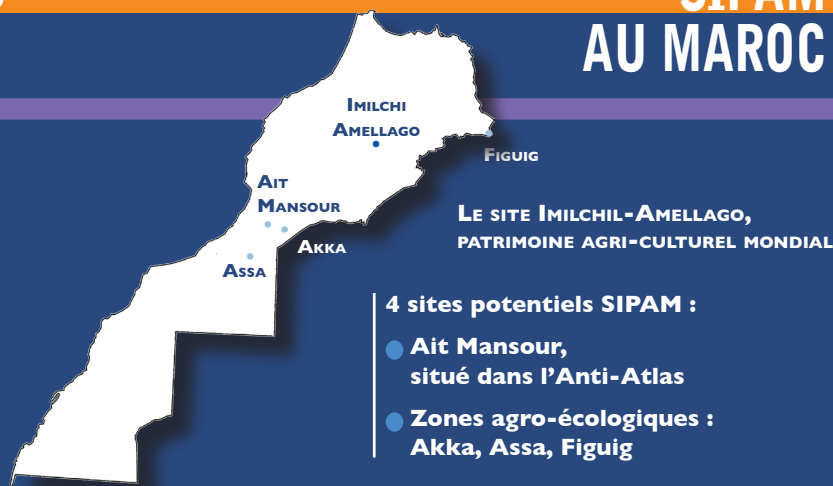 SIPAM
AU MAROC
Imilchi
Amellago
Figuig
Ait
Mansour
Akka
Assa
Le site Imilchil-Amellago,
patrimoine agri-culturel mondial
4 sites potentiels SIPAM :
Ait Mansour,
situé dans l’Anti-Atlas
Zones agro-écologiques :
Akka, Assa, Figuig